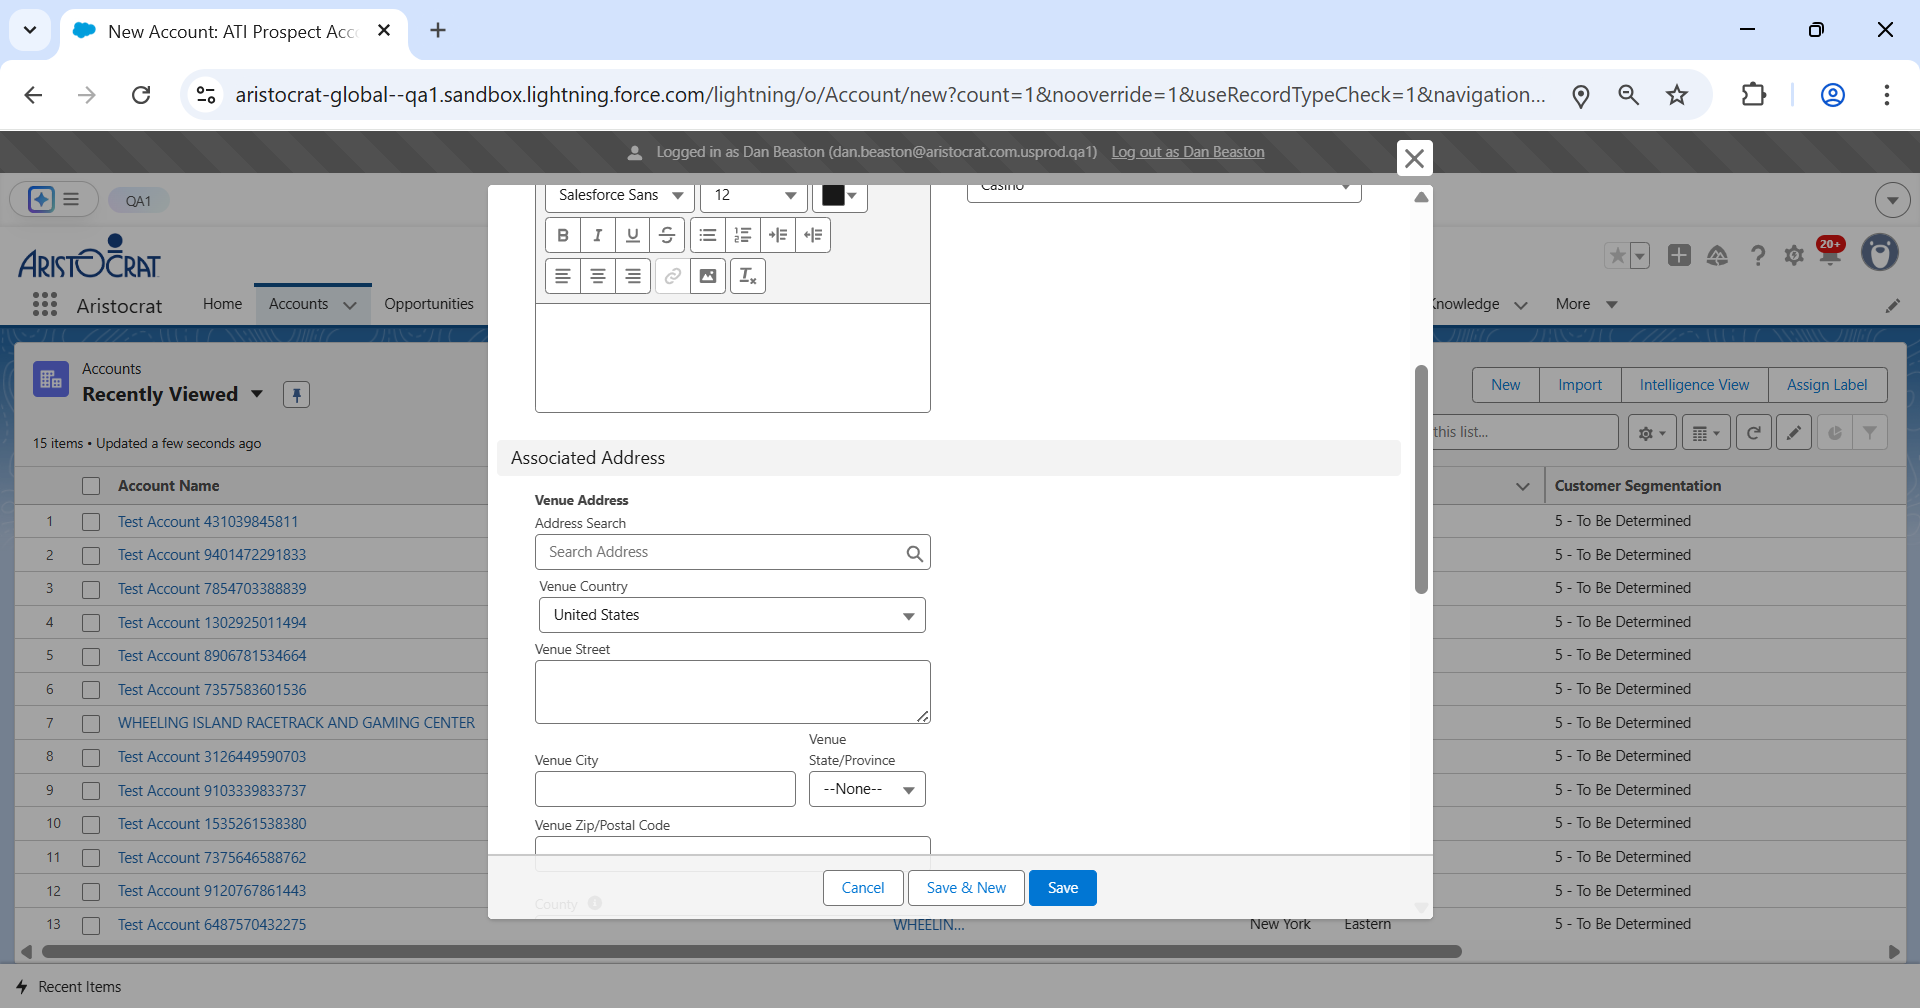 New Account: ATI Prospect Acc
aristocrat-global--qa1.sandbox.lightning.force.com/lightning/o/Account/new?count=1&nooverride=1&useRecordTypeCheck=1&navigation...
Logged in as Dan Beaston (dan.beaston@aristocrat.com.usprod.qa1) Log out as Dan Beaston
QA1
ARISTOCRAT
20+
Aristocrat
Home
Accounts
Opportunities
Knowledge
More
Accounts
Recently Viewed
15 items • Updated a few seconds ago
New
Import
Intelligence View
Assign Label
this list...
Account Name
Customer Segmentation
1 Test Account 431039845811 5 - To Be Determined
2 Test Account 9401472291833 5 - To Be Determined
3 Test Account 7854703388839 5 - To Be Determined
4 Test Account 1302925011494 5 - To Be Determined
5 Test Account 8906781534664 5 - To Be Determined
6 Test Account 7357583601536 5 - To Be Determined
7 WHEELING ISLAND RACETRACK AND GAMING CENTER 5 - To Be Determined
8 Test Account 3126449590703 5 - To Be Determined
9 Test Account 9103339833737 5 - To Be Determined
10 Test Account 1535261538380 5 - To Be Determined
11 Test Account 7375646588762 5 - To Be Determined
12 Test Account 9120767861443 5 - To Be Determined
13 Test Account 6487570432275 WHEELIN... New York Eastern 5 - To Be Determined
Salesforce Sans
12
Casino
B I U S
Associated Address
Venue Address
Address Search
Search Address
Venue Country
United States
Venue Street
Venue City
Venue
State/Province
--None--
Venue Zip/Postal Code
County
Cancel
Save & New
Save
Recent Items